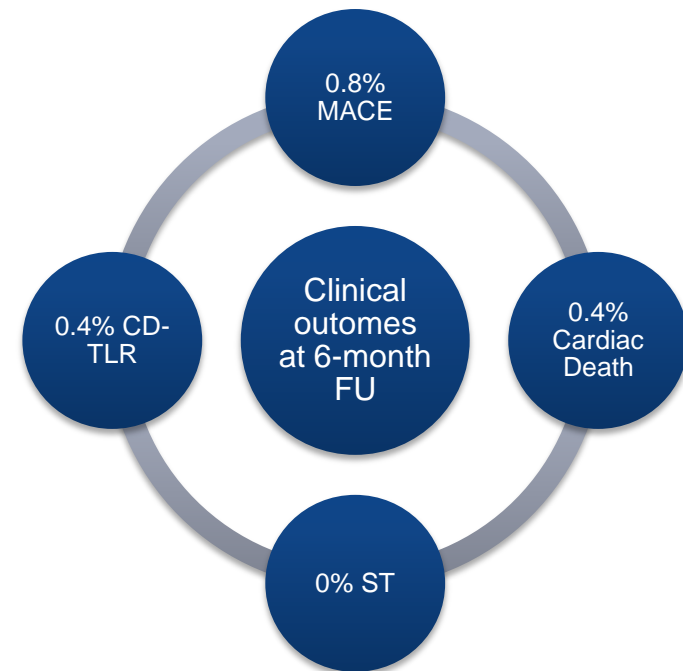 0.8%
MACE
Clinical
outomes
at 6-month
FU
0.4% CD-
TLR
0.4%
Cardiac
Death
0% ST